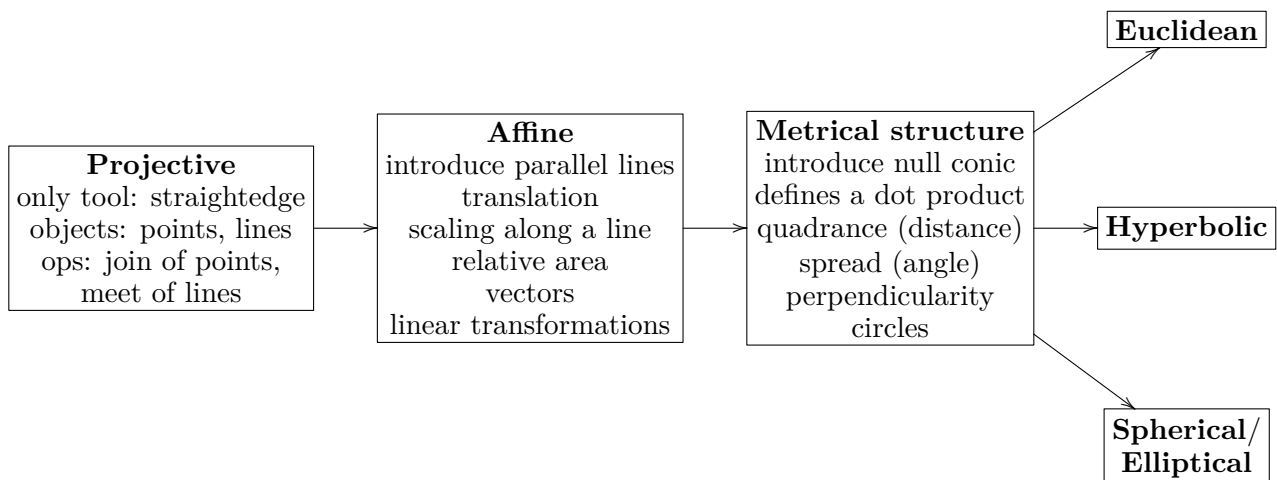 Projective
only tool: straightedge
objects: points, lines
ops: join of points,
meet of lines
Affine
introduce parallel lines
translation
scaling along a line
relative area
vectors
linear transformations
Metrical structure
introduce null conic
defines a dot product
quadrance (distance)
spread (angle)
perpendicularity
circles
Euclidean
Hyperbolic
Spherical/
Elliptical